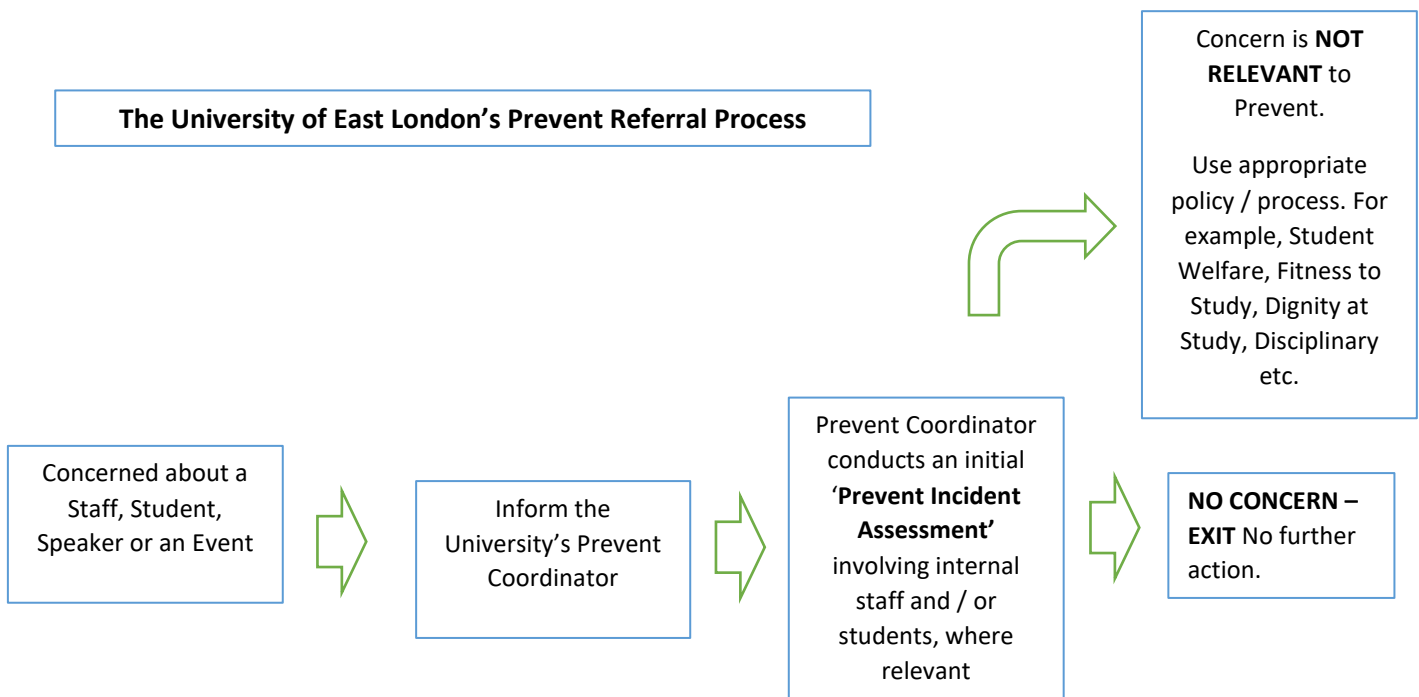 The University of East London’s Prevent Referral Process
Concern is NOT
RELEVANT to
Prevent.
Use appropriate
policy / process. For
example, Student
Welfare, Fitness to
Study, Dignity at
Study, Disciplinary
etc.
Concerned about a
Staff, Student,
Speaker or an Event
Inform the
University’s Prevent
Coordinator
Prevent Coordinator
conducts an initial
‘Prevent Incident
Assessment’
involving internal
staff and / or
students, where
relevant
NO CONCERN –
EXIT No further
action.